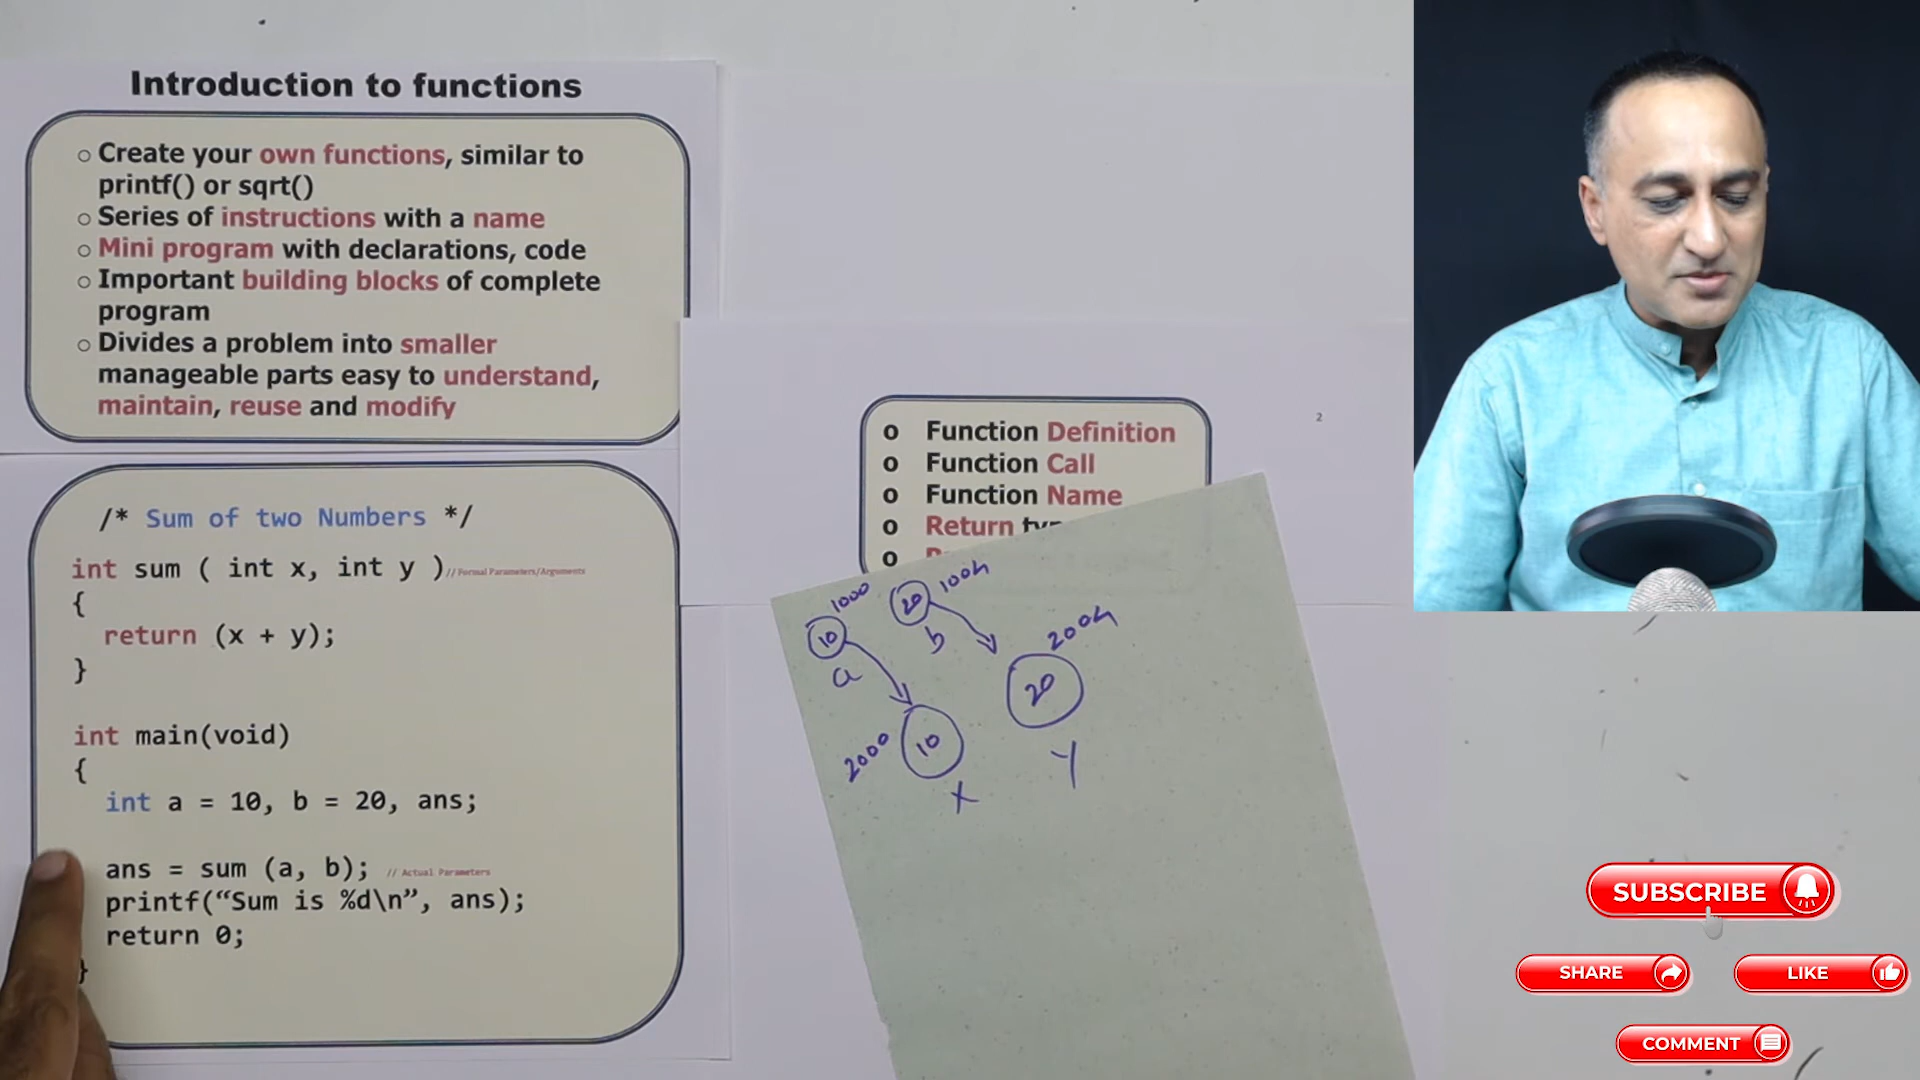 Introduction to functions
○ Create your own functions, similar to
printf() or sqrt()
○ Series of instructions with a name
○ Mini program with declarations, code
○ Important building blocks of complete
program
○ Divides a problem into smaller
manageable parts easy to understand,
maintain, reuse and modify
/* Sum of two Numbers */
int sum ( int x, int y )// Formal Parameters/Arguments
{
return (x + y);
}
int main(void)
{
int a = 10, b = 20, ans;
ans = sum (a, b); // Actual Parameters
printf(“Sum is %d\n”, ans);
return 0;
}
2
o Function Definition
o Function Call
o Function Name
o Return
o
1000
10
a
20
1004
b
2000
10
X
2004
20
Y
SUBSCRIBE
SHARE
LIKE
COMMENT